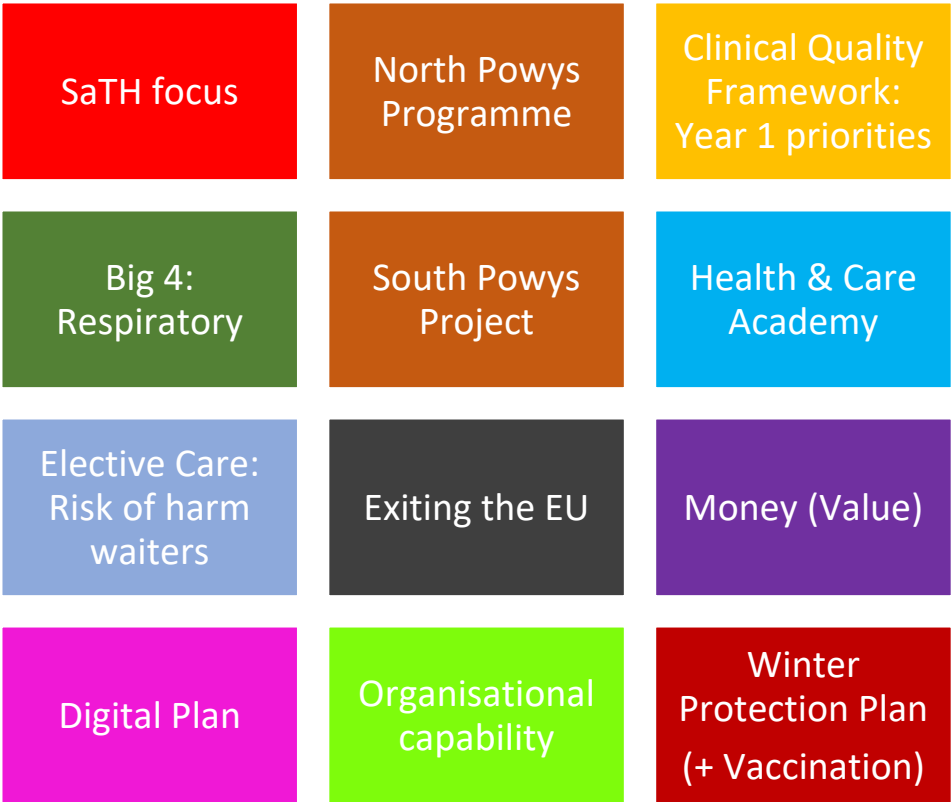 SaTH focus
North Powys
Programme
Clinical Quality
Framework:
Year 1 priorities
Big 4:
Respiratory
South Powys
Project
Health & Care
Academy
Elective Care:
Risk of harm
waiters
Exiting the EU
Money (Value)
Digital Plan
Organisational
capability
Winter
Protection Plan
(+ Vaccination)